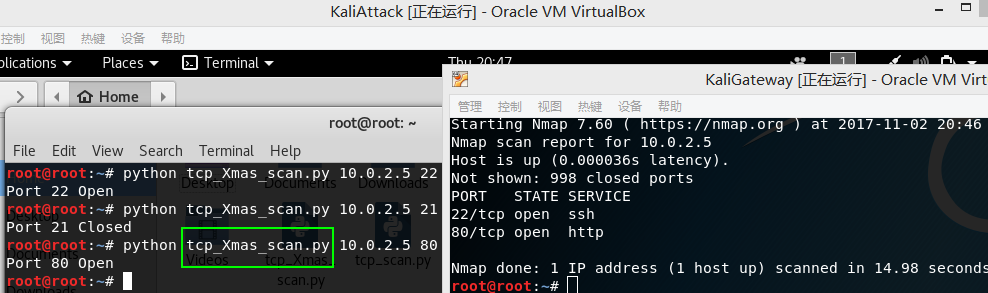 KaliAttack [正在运行] - Oracle VM VirtualBox
控制 视图 热键 设备 帮助
plications Places Terminal Thu 20:47 1
Home
root@root: ~
File Edit View Search Terminal Help
root@root:~# python tcp_Xmas_scan.py 10.0.2.5 22
Port 22 Open
root@root:~# python tcp_Xmas_scan.py 10.0.2.5 21
Port 21 Closed
root@root:~# python tcp_Xmas_scan.py 10.0.2.5 80
Port 80 Open
root@root:~#
Desktop Documents Downloads
Desktop
Documents
Videos tcp_Xmas_ scan.py tcp_scan.py
Downloads
KaliGateway [正在运行] - Oracle VM Virtu
管理 控制 视图 热键 设备 帮助
Starting Nmap 7.60 ( https://nmap.org ) at 2017-11-02 20:46
Nmap scan report for 10.0.2.5
Host is up (0.000036s latency).
Not shown: 998 closed ports
PORT STATE SERVICE
22/tcp open ssh
80/tcp open http
Nmap done: 1 IP address (1 host up) scanned in 14.98 seconds
root@root:~#